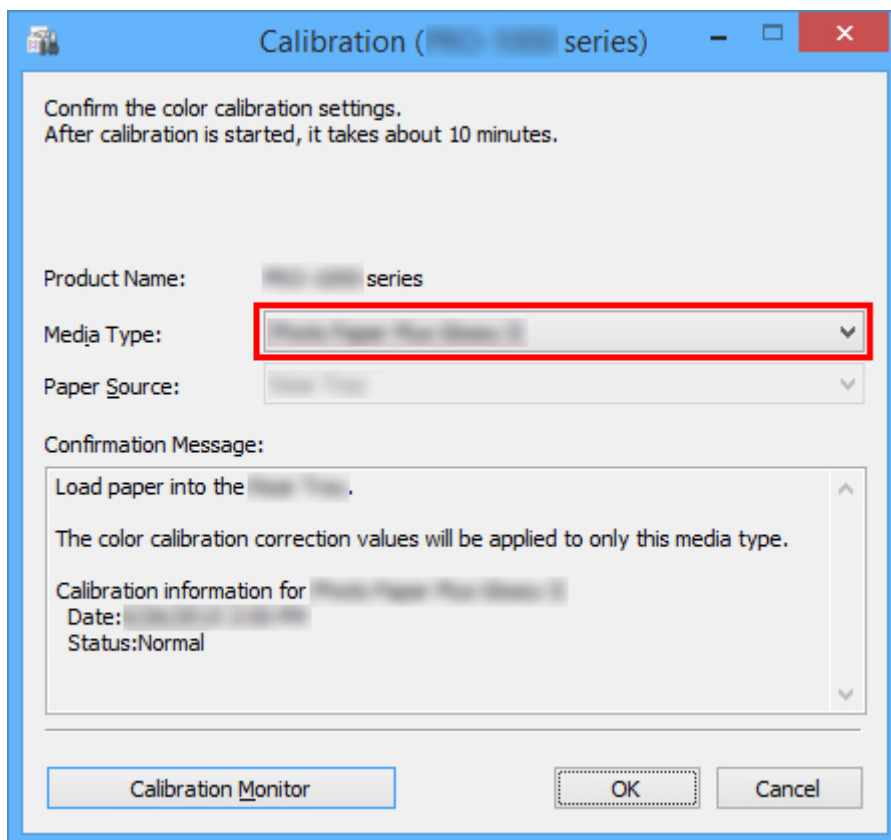 Calibration ( series)
Confirm the color calibration settings.
After calibration is started, it takes about 10 minutes.
Product Name: series
Media Type:
Paper Source:
Confirmation Message:
Load paper into the .
The color calibration correction values will be applied to only this media type.
Calibration information for
Date:
Status:Normal
Calibration Monitor OK Cancel